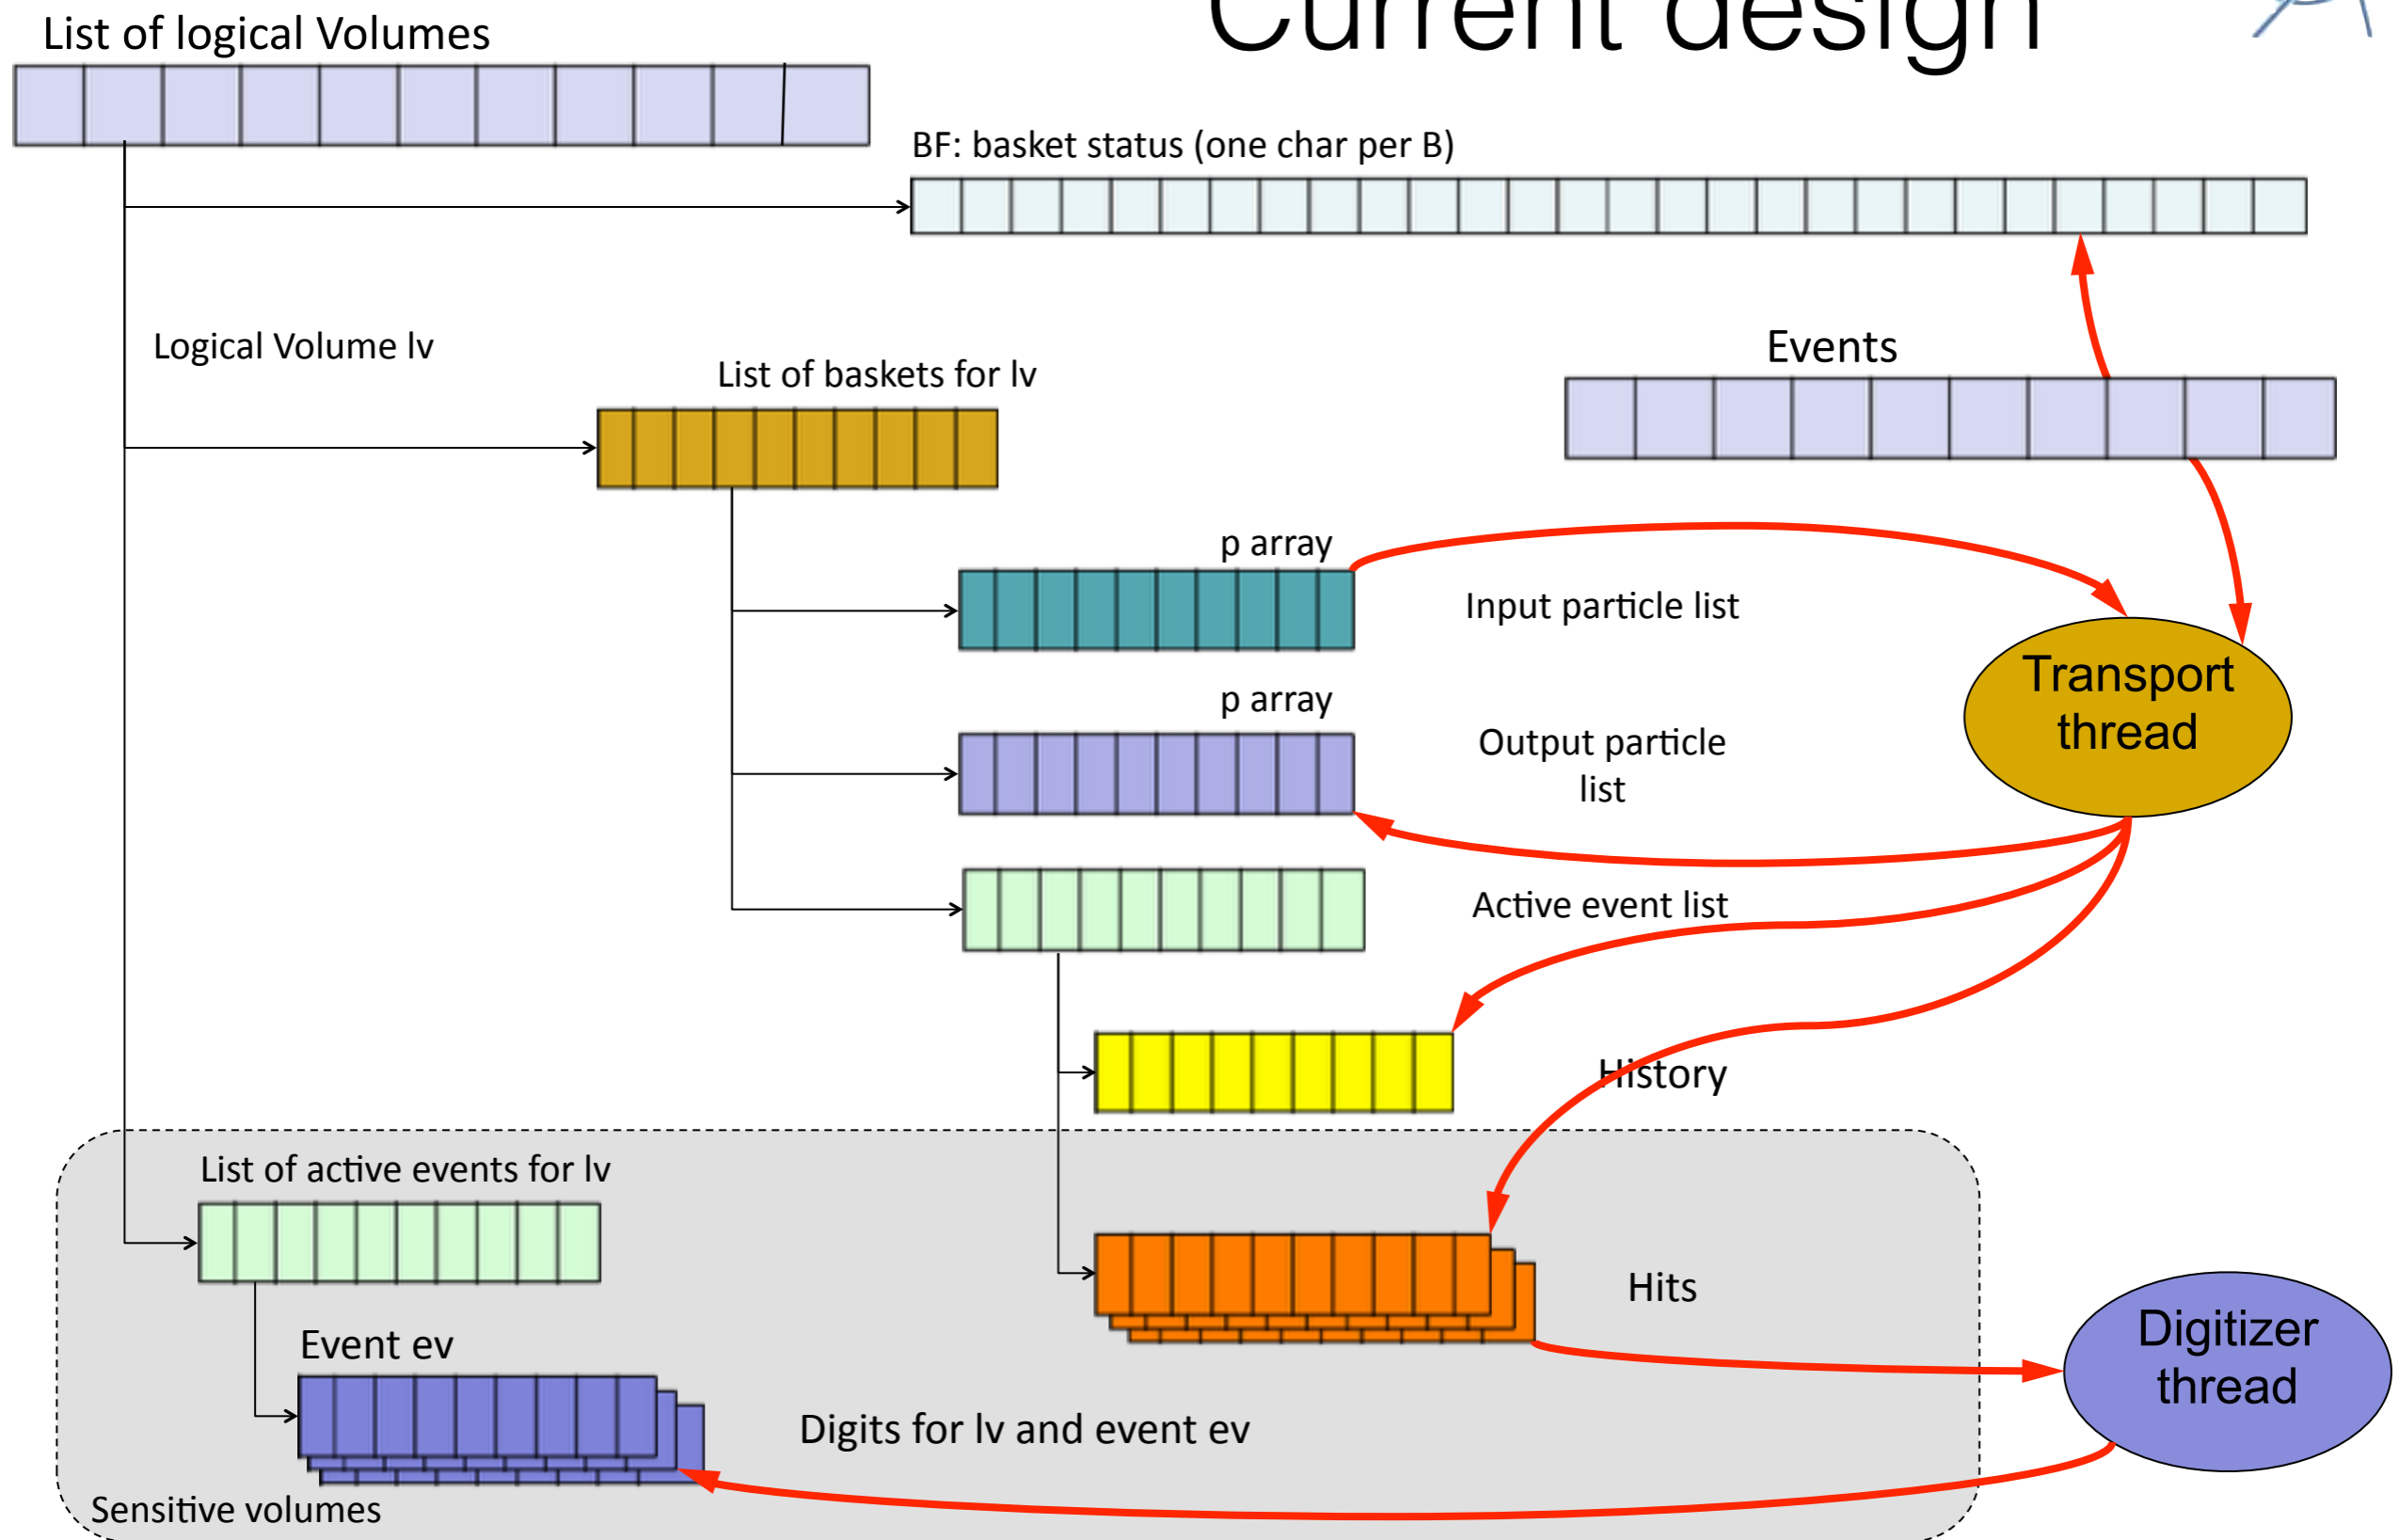 Current design
List of logical Volumes
BF: basket status (one char per B)
Logical Volume lv
List of baskets for lv
Events
p array
Input particle list
Transport
thread
p array
Output particle
list
Active event list
History
List of active events for lv
Hits
Event ev
Digitizer
thread
Digits for lv and event ev
Sensitive volumes